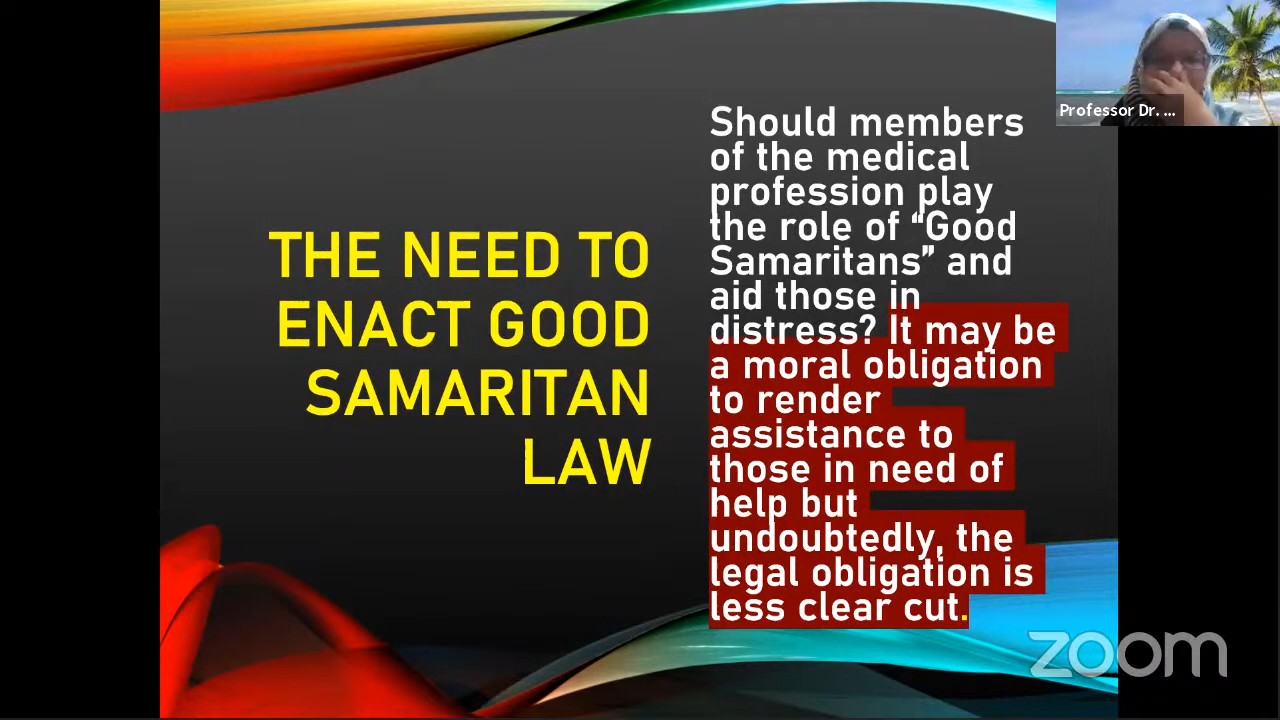 Professor Dr. ...
THE NEED TO
ENACT GOOD
SAMARITAN
LAW
Should members
of the medical
profession play
the role of “Good
Samaritans” and
aid those in
distress? It may be
a moral obligation
to render
assistance to
those in need of
help but
undoubtedly, the
legal obligation is
less clear cut.
zoom